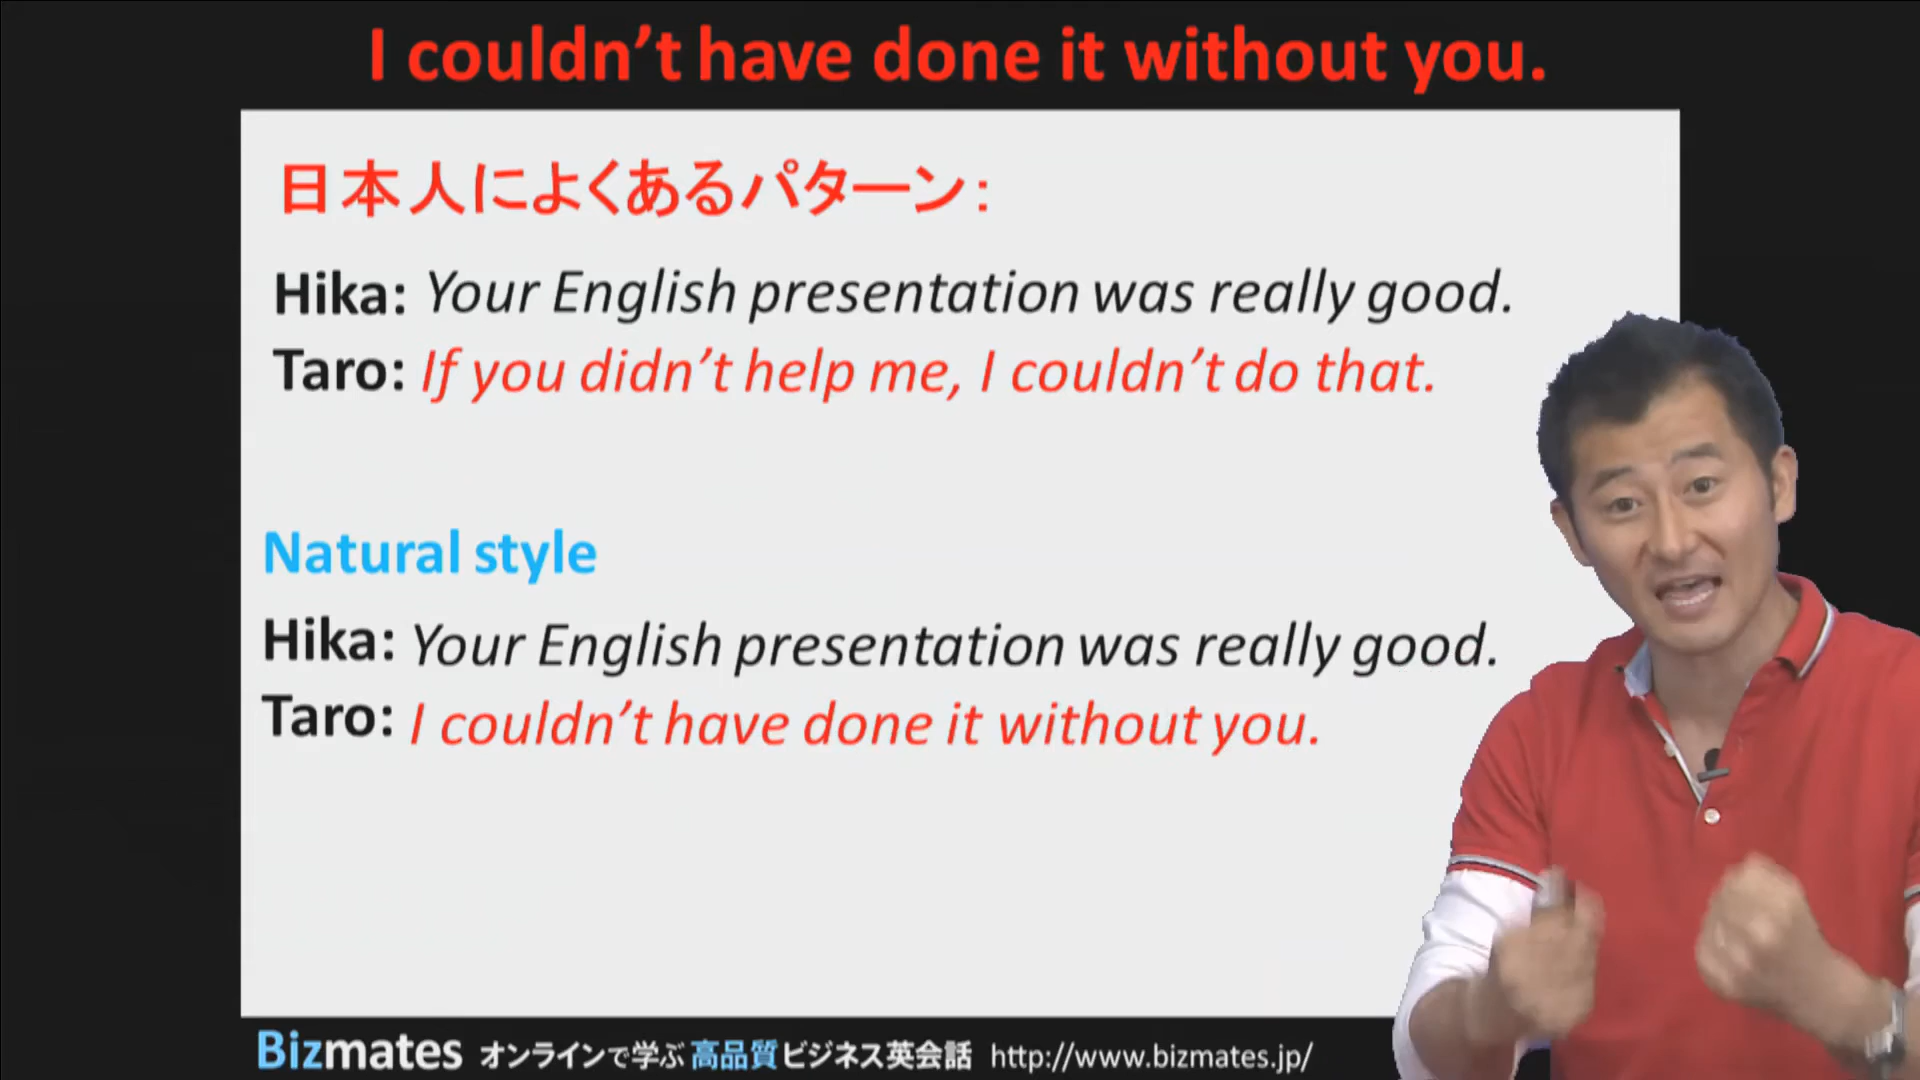 I couldn’t have done it without you.
日本人によくあるパターン：
Hika: Your English presentation was really good.
Taro: If you didn’t help me, I couldn’t do that.
Natural style
Hika: Your English presentation was really good.
Taro: I couldn’t have done it without you.
Bizmates オンラインで学ぶ高品質ビジネス英会話 http://www.bizmates.jp/